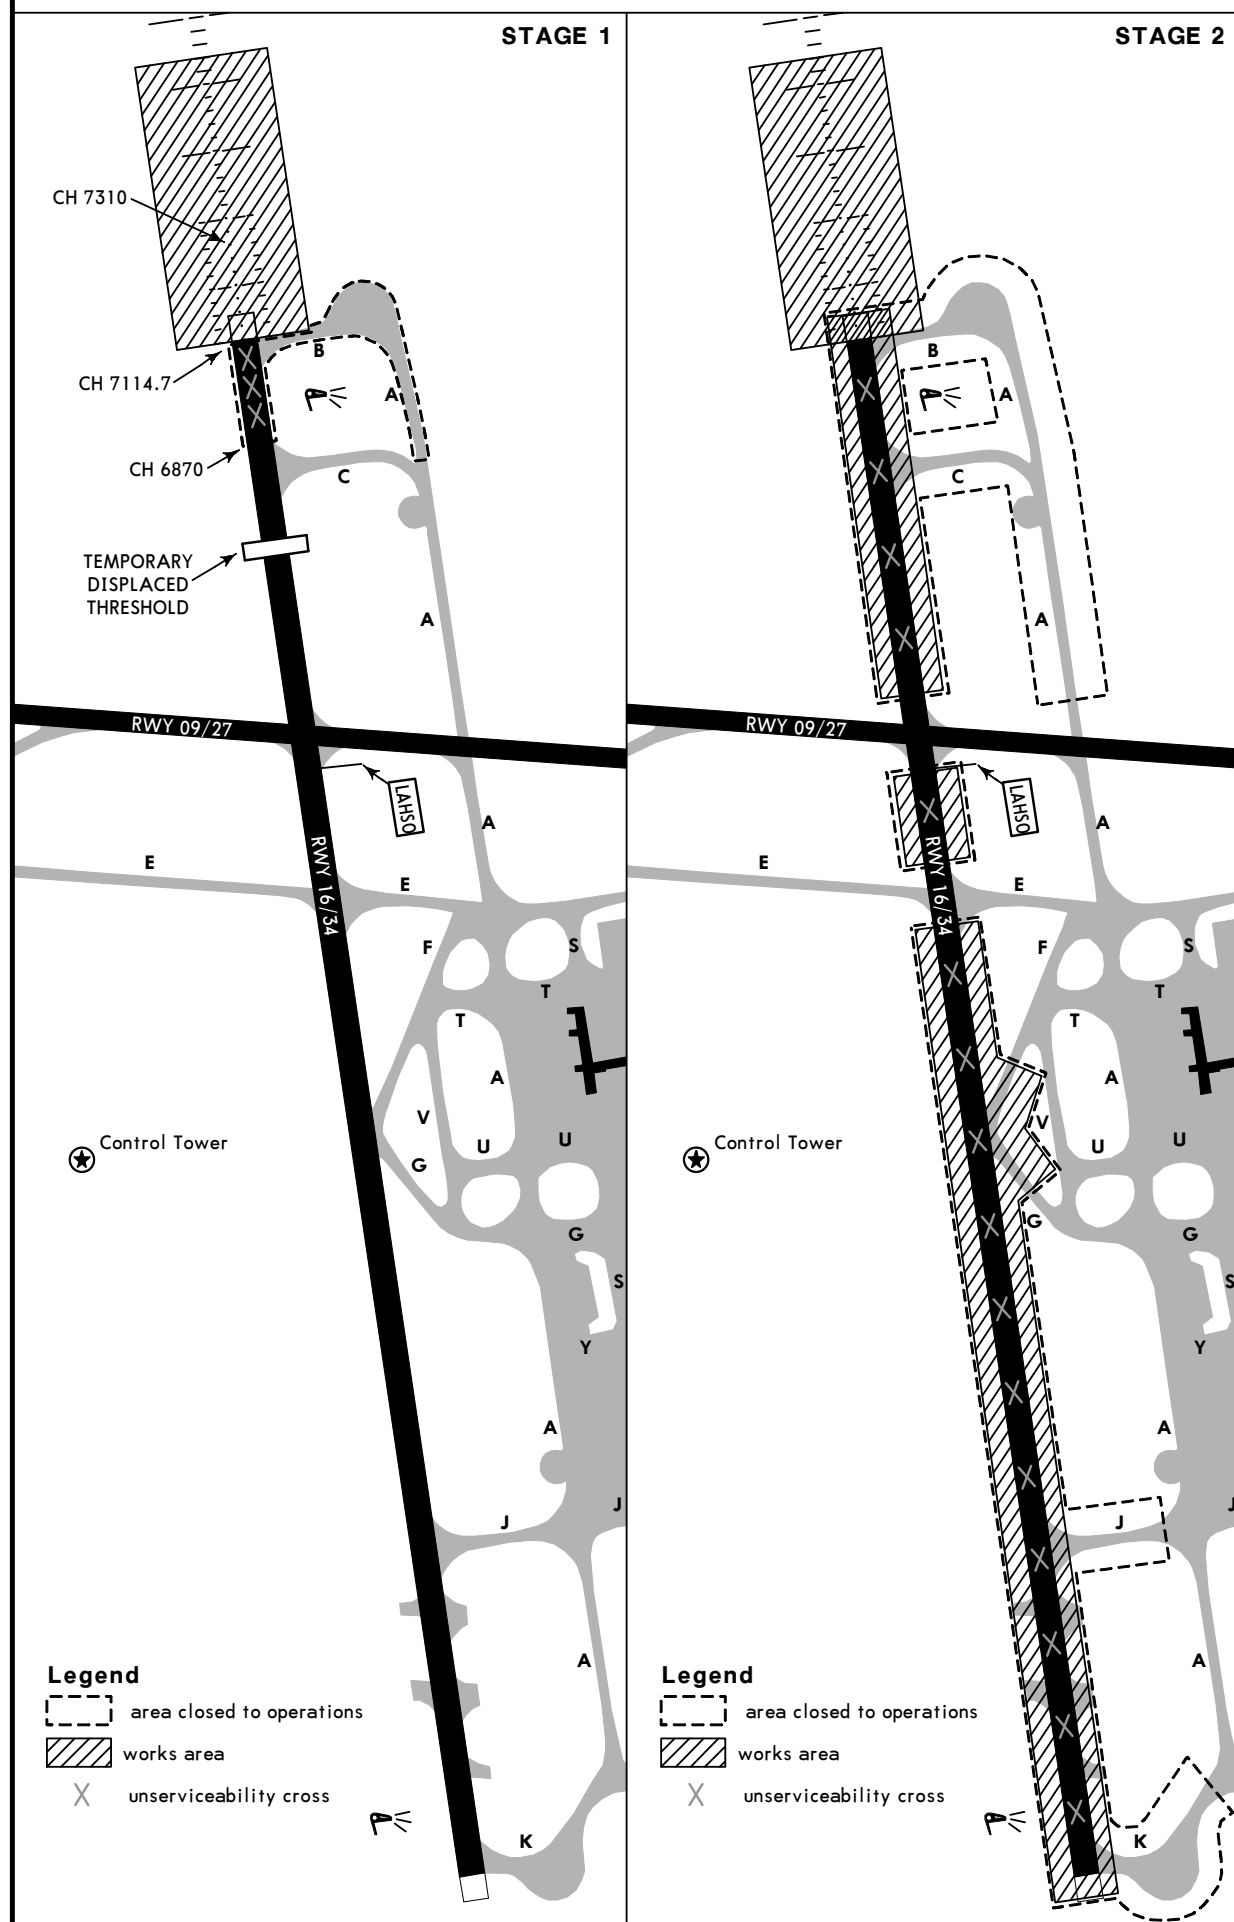 STAGE 1
CH 7310
B
CH 7114.7
A
CH 6870
C
TEMPORARY
DISPLACED
THRESHOLD
A
RWY 09/27
LAHSO
A
RWY 16/34
E
E
F
S
T
T
A
V
Control Tower
U
U
G
G
S
Y
A
J
J
Legend
A
area closed to operations
works area
unserviceability cross
K
STAGE 2
B
A
C
A
RWY 09/27
LAHSO
A
RWY 16/34
E
E
F
S
T
T
A
V
Control Tower
U
U
G
G
S
Y
A
J
J
Legend
A
area closed to operations
works area
unserviceability cross
K